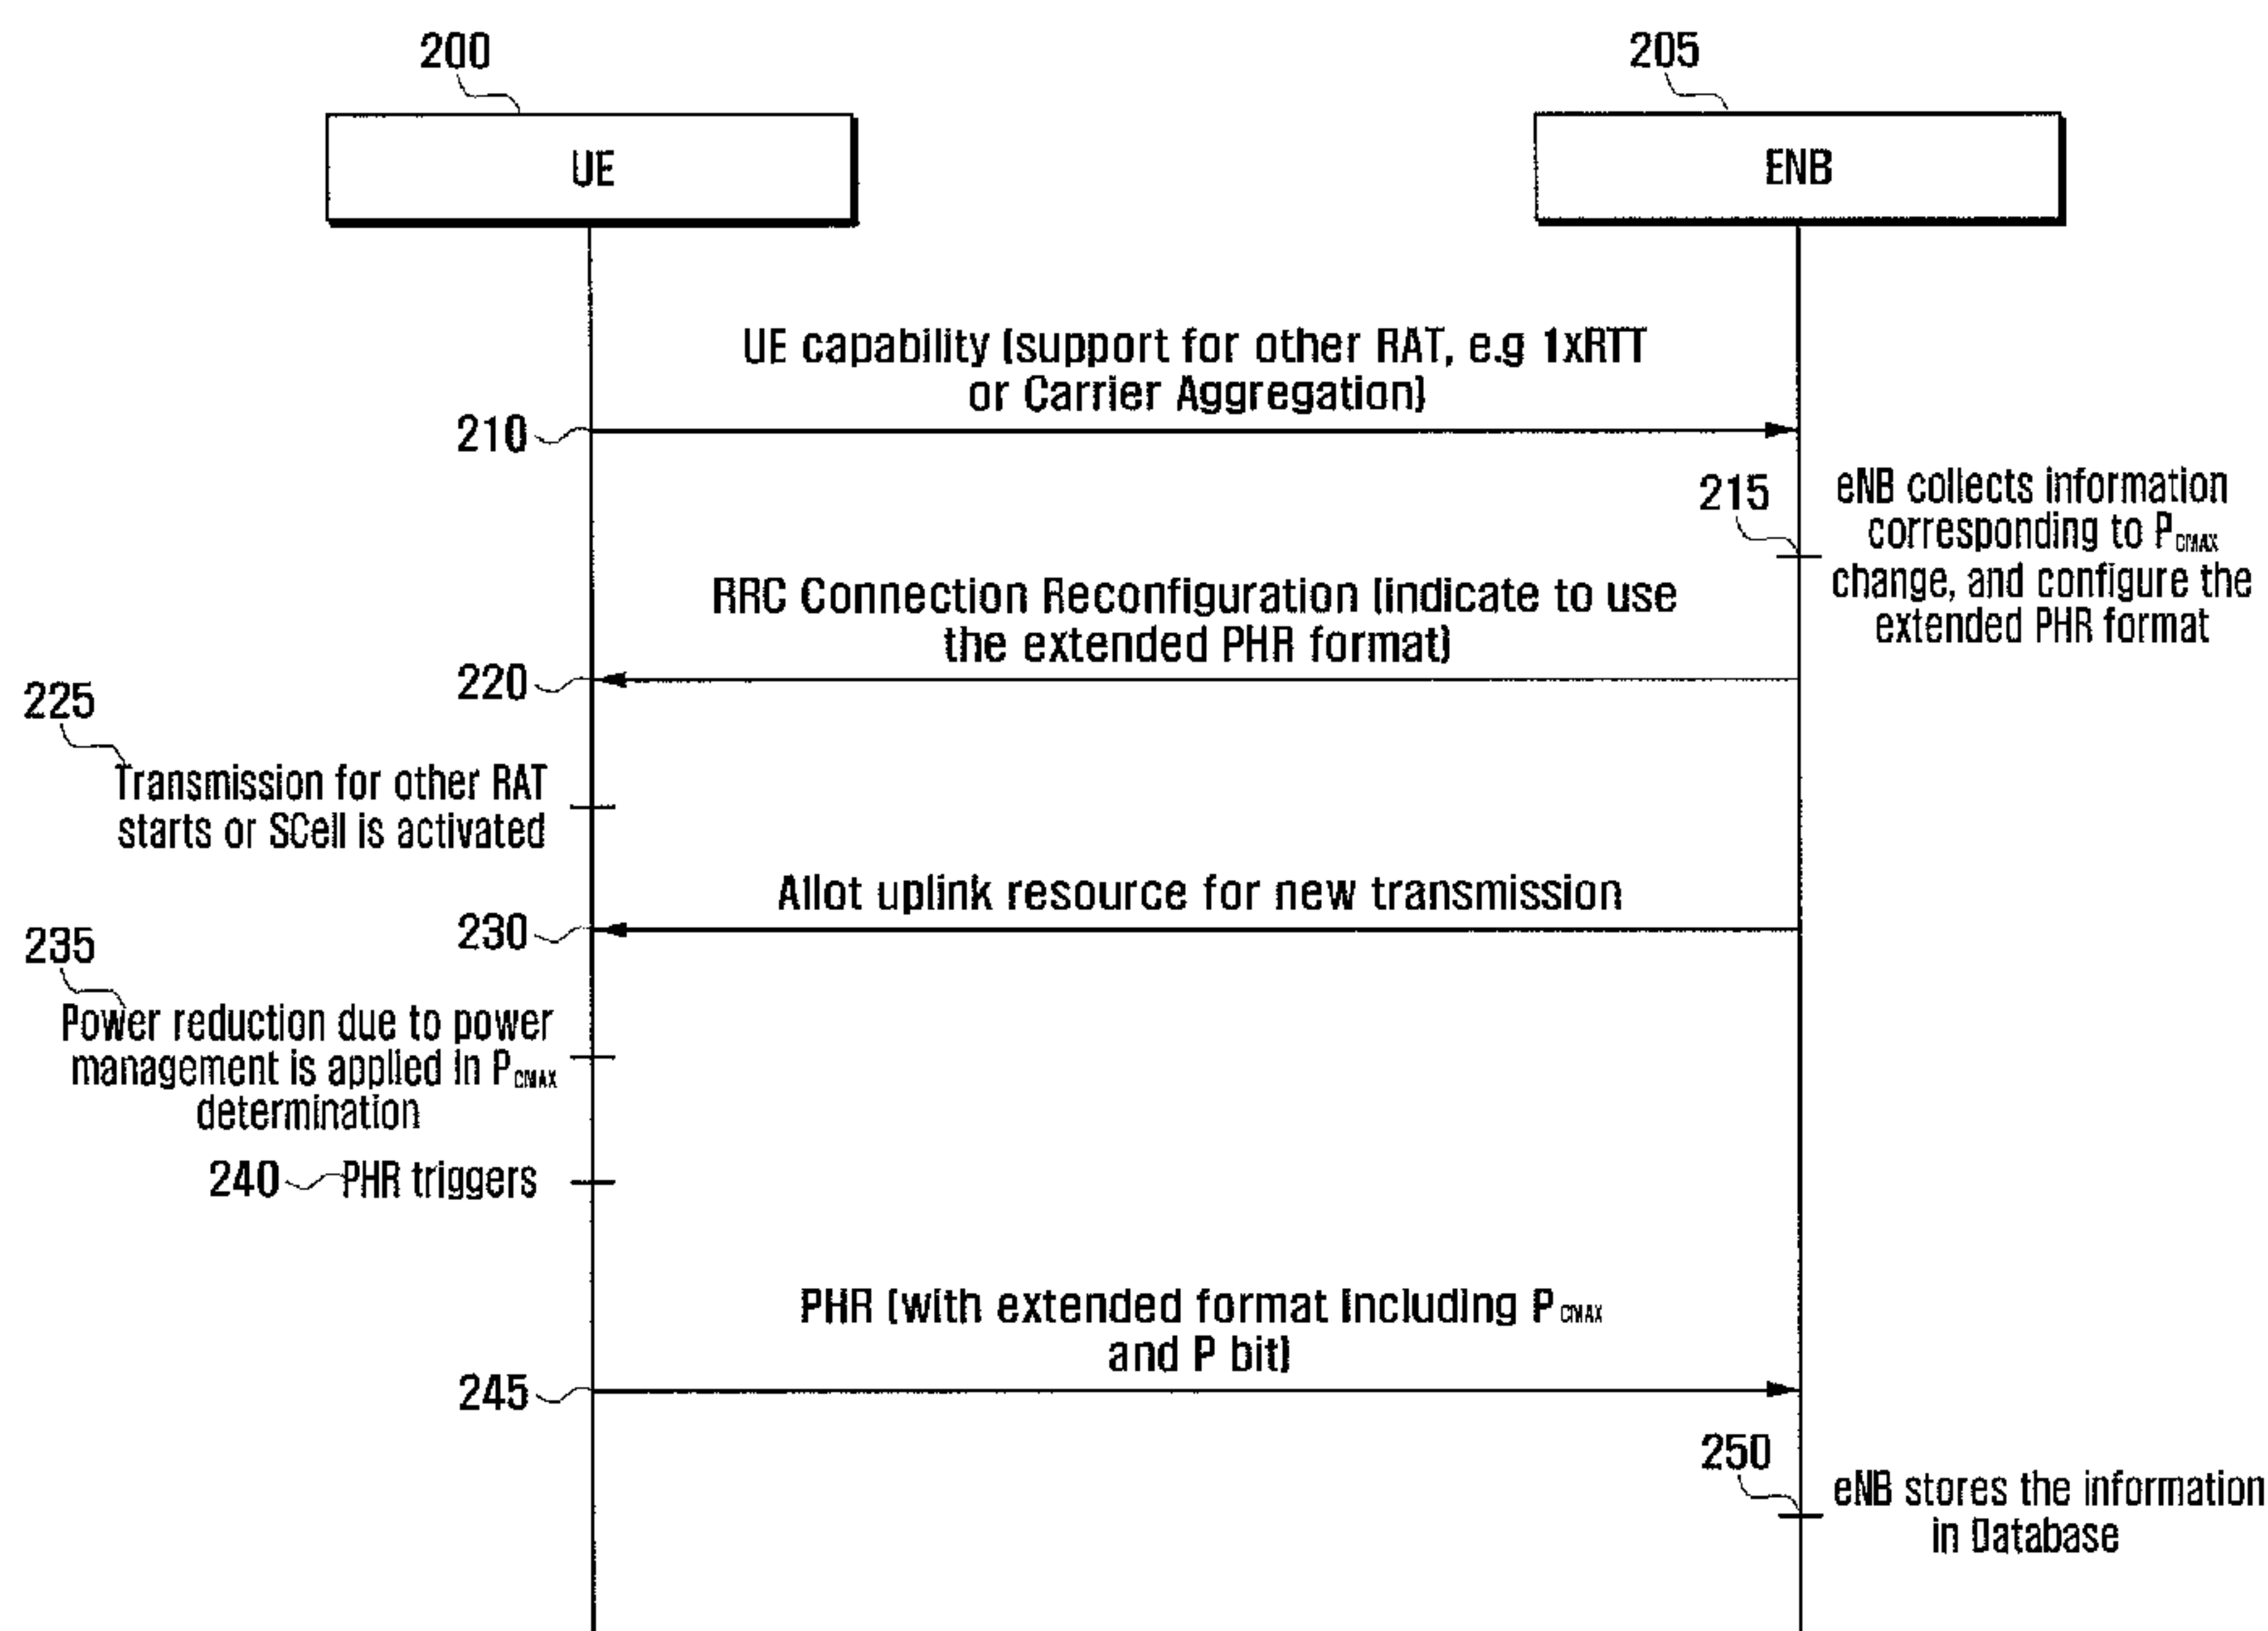 200
205
UE
ENB
UE capability (support for other RAT, e.g 1xRTT
or Carrier Aggregation)
210
215
eNB collects information
corresponding to PCMAX
change, and configure the
extended PHR format
RRC Connection Reconfiguration (indicate to use
the extended PHR format)
220
225
Transmission for other RAT
starts or SCell is activated
Allot uplink resource for new transmission
230
235
Power reduction due to power
management is applied in PCMAX
determination
240
PHR triggers
PHR (with extended format including PCMAX
and P bit)
245
250
eNB stores the information
in Database